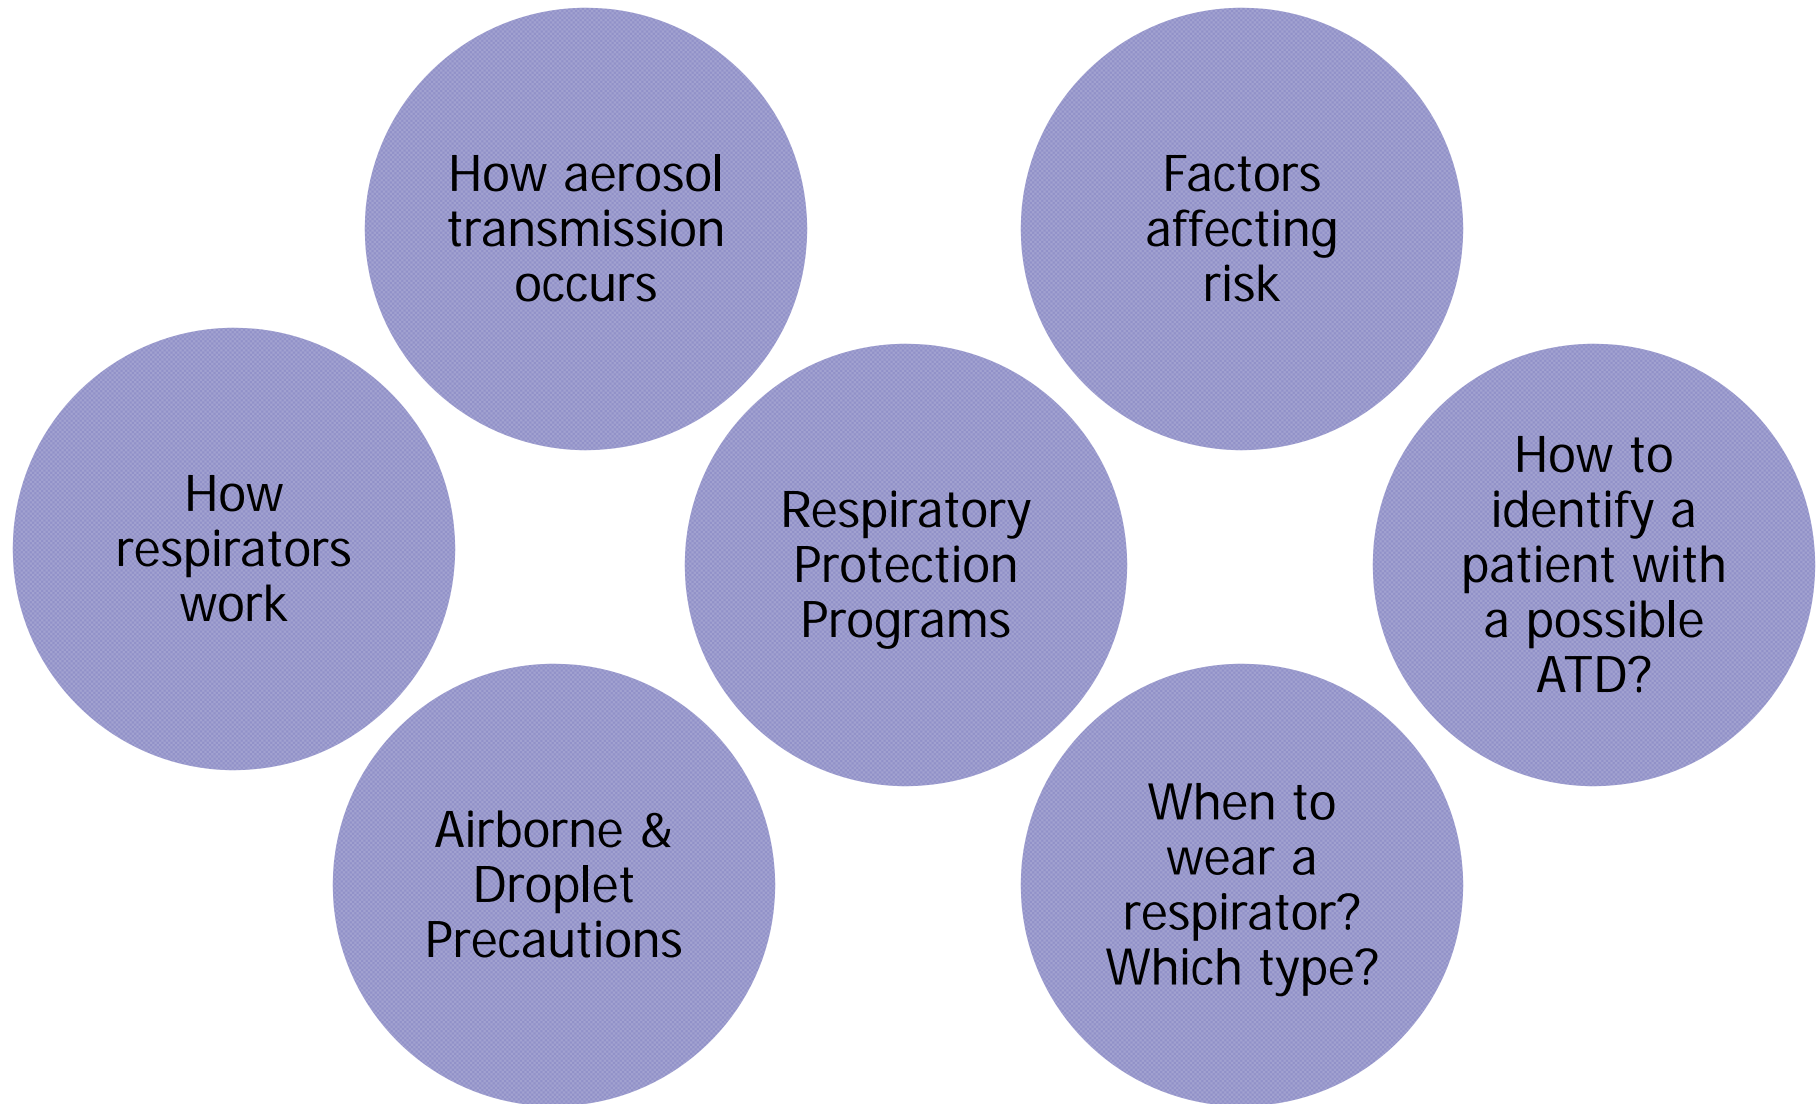 How aerosol
transmission
occurs
Factors
affecting
risk
How
respirators
work
Respiratory
Protection
Programs
How to
identify a
patient with
a possible
ATD?
Airborne &
Droplet
Precautions
When to
wear a
respirator?
Which type?